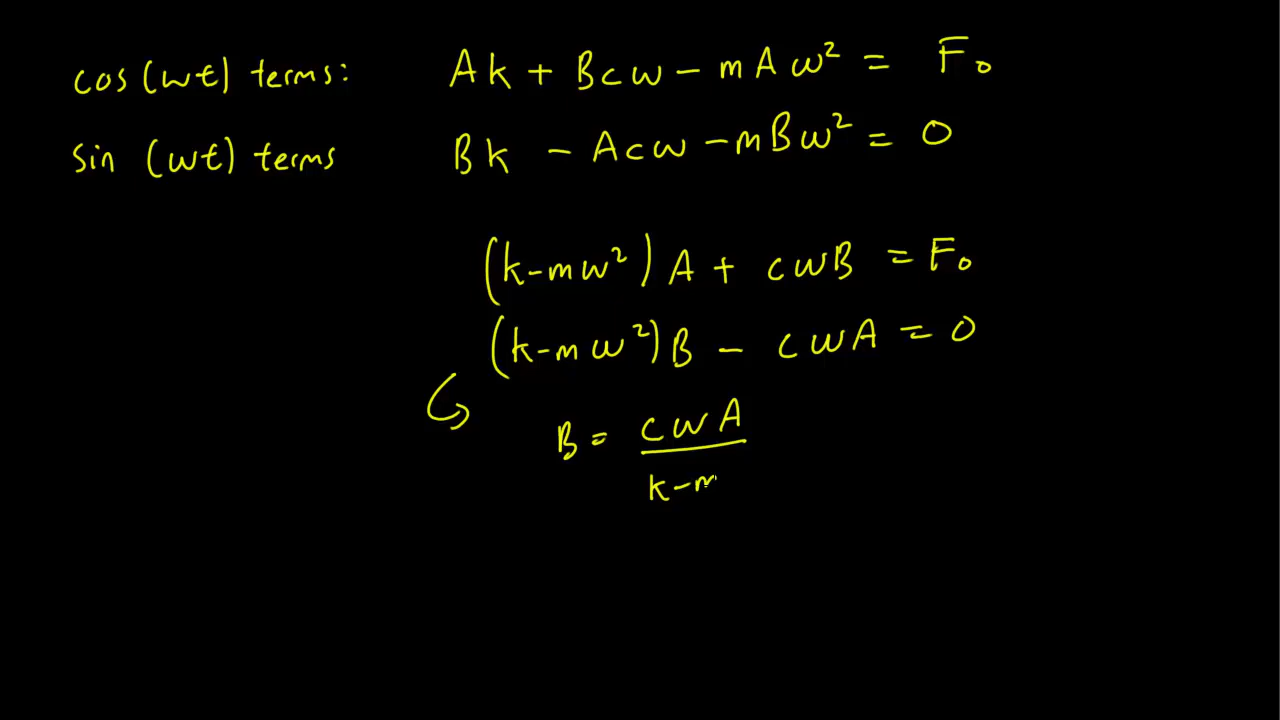 cos (wt) terms: Ak + Bcw - mAw² = F₀
sin (wt) terms Bk - Acw - mBw² = 0
(k-mw²) A + cwB = F₀
(k-mw²)B - cwA = 0
B = cwA
k-m